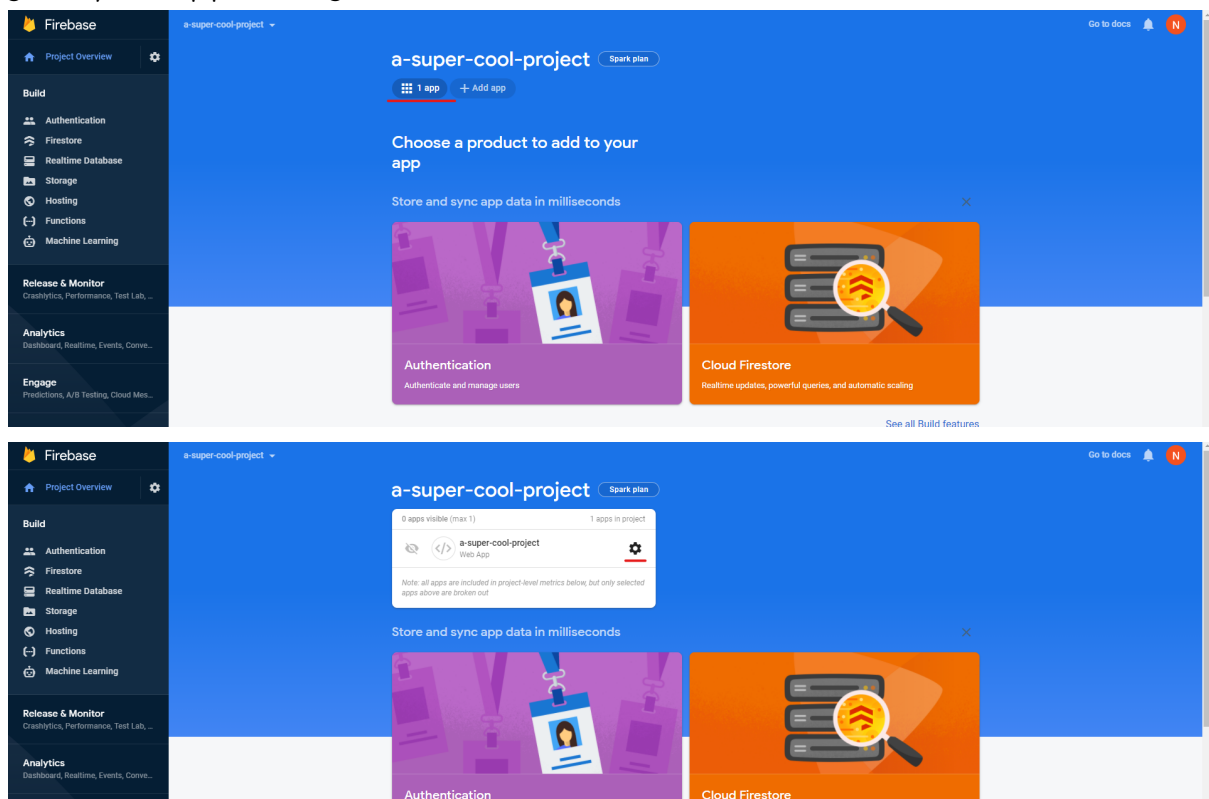 Firebase
a-super-cool-project
Go to docs
N
Project Overview
a-super-cool-project Spark plan
1 app + Add app
Build
Authentication
Firestore
Realtime Database
Storage
Hosting
Functions
Machine Learning
Choose a product to add to your
app
Store and sync app data in milliseconds
Release & Monitor
Crashlytics, Performance, Test Lab, ...
Analytics
Dashboard, Realtime, Events, Conve...
Engage
Predictions, A/B Testing, Cloud Mes...
Authentication
Authenticate and manage users
Cloud Firestore
Realtime updates, powerful queries, and automatic scaling
See all Build features
Firebase
a-super-cool-project
Go to docs
N
Project Overview
a-super-cool-project Spark plan
0 apps visible (max 1) 1 apps in project
</> a-super-cool-project
Web App
Note: all apps are included in project-level metrics below, but only selected
apps above are broken out
Build
Authentication
Firestore
Realtime Database
Storage
Hosting
Functions
Machine Learning
Store and sync app data in milliseconds
Release & Monitor
Crashlytics, Performance, Test Lab, ...
Analytics
Dashboard, Realtime, Events, Conve...
Authentication
Cloud Firestore